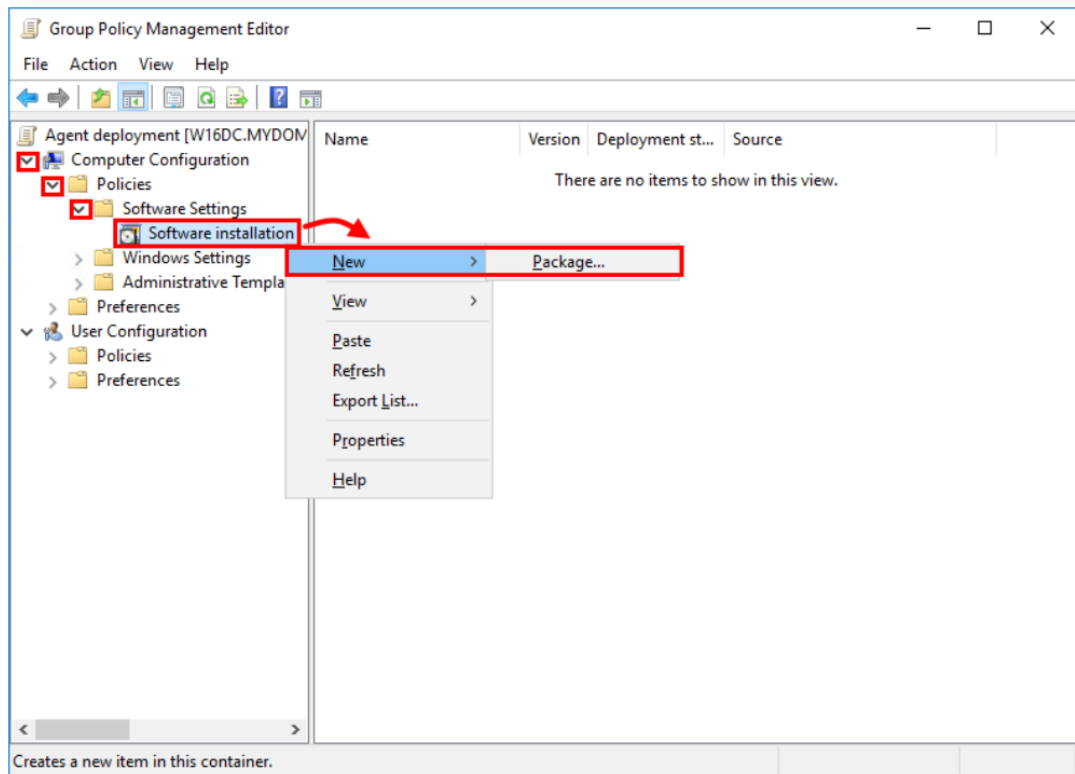 Group Policy Management Editor
File Action View Help
Agent deployment [W16DC.MYDOM
Computer Configuration
Policies
Software Settings
Software installation
Windows Settings
Administrative Templa
Preferences
User Configuration
Policies
Preferences
Name Version Deployment st... Source
There are no items to show in this view.
New
Package...
View
Paste
Refresh
Export List...
Properties
Help
Creates a new item in this container.